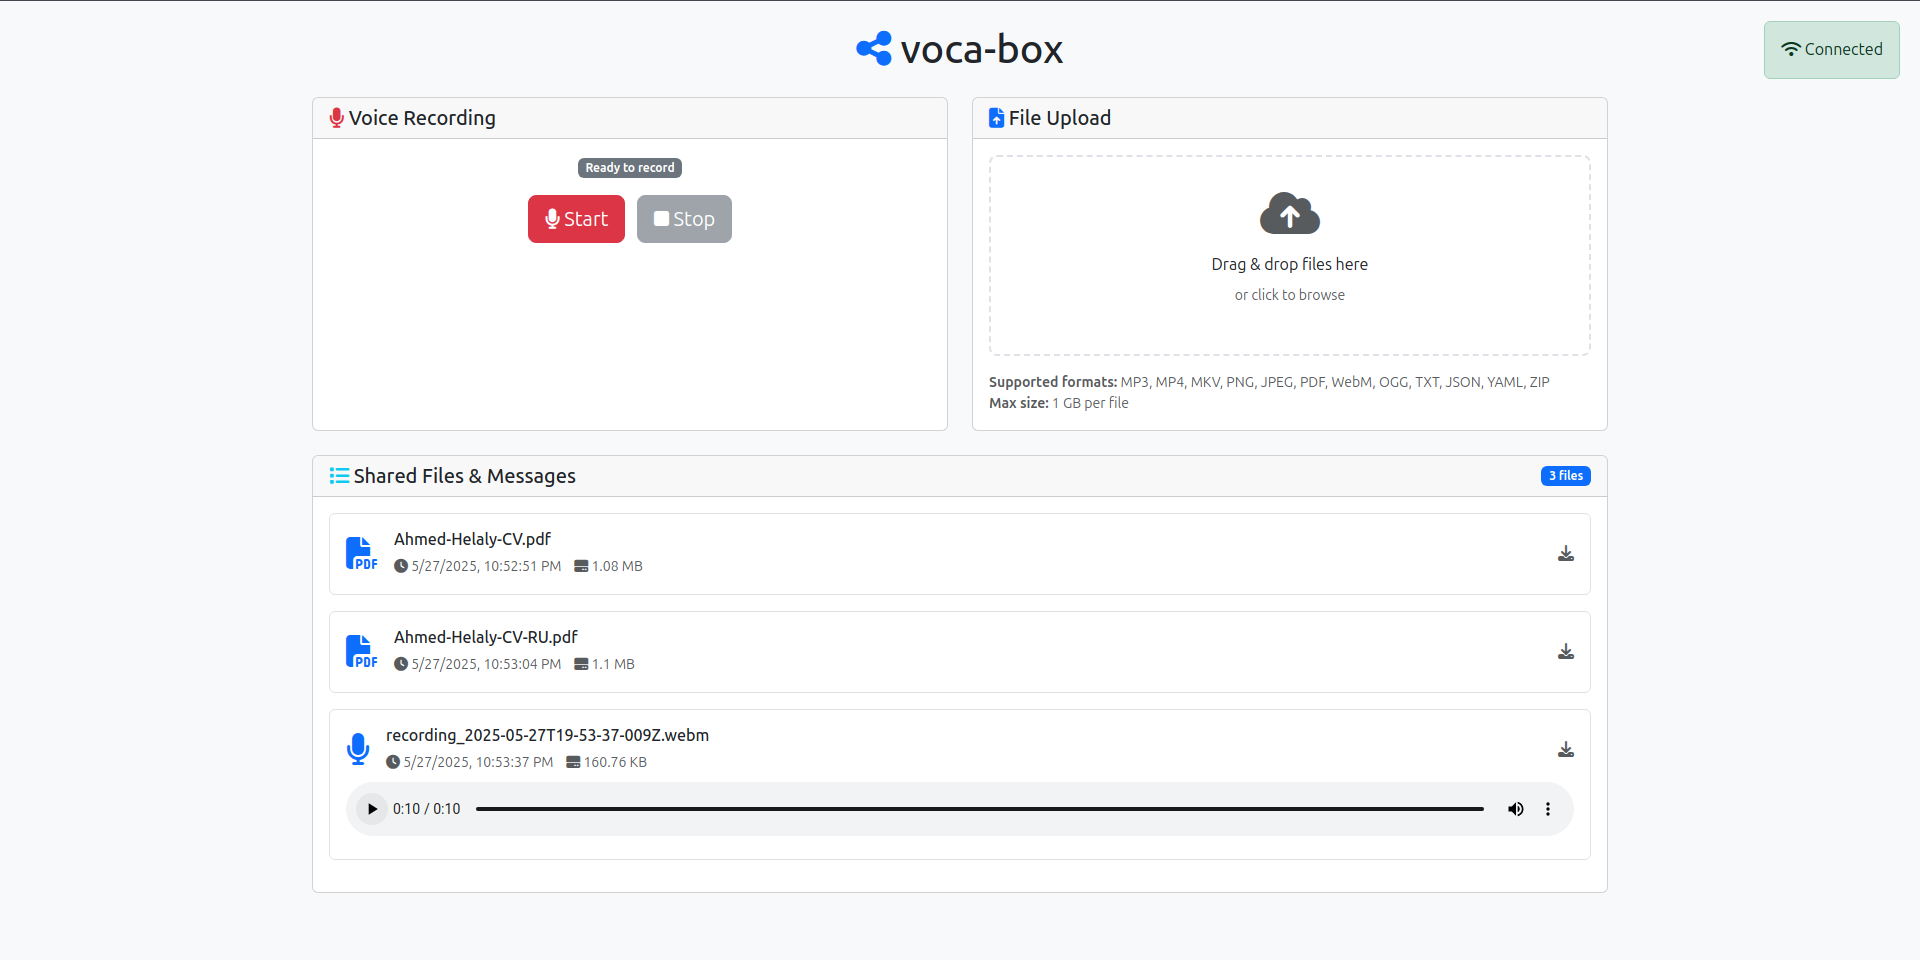 voca-box
Connected
Voice Recording
Ready to record
Start
Stop
File Upload
Drag & drop files here
or click to browse
Supported formats: MP3, MP4, MKV, PNG, JPEG, PDF, WebM, OGG, TXT, JSON, YAML, ZIP
Max size: 1 GB per file
Shared Files & Messages
3 files
PDF
Ahmed-Helaly-CV.pdf
5/27/2025, 10:52:51 PM 1.08 MB
PDF
Ahmed-Helaly-CV-RU.pdf
5/27/2025, 10:53:04 PM 1.1 MB
recording_2025-05-27T19-53-37-009Z.webm
5/27/2025, 10:53:37 PM 160.76 KB
0:10 / 0:10